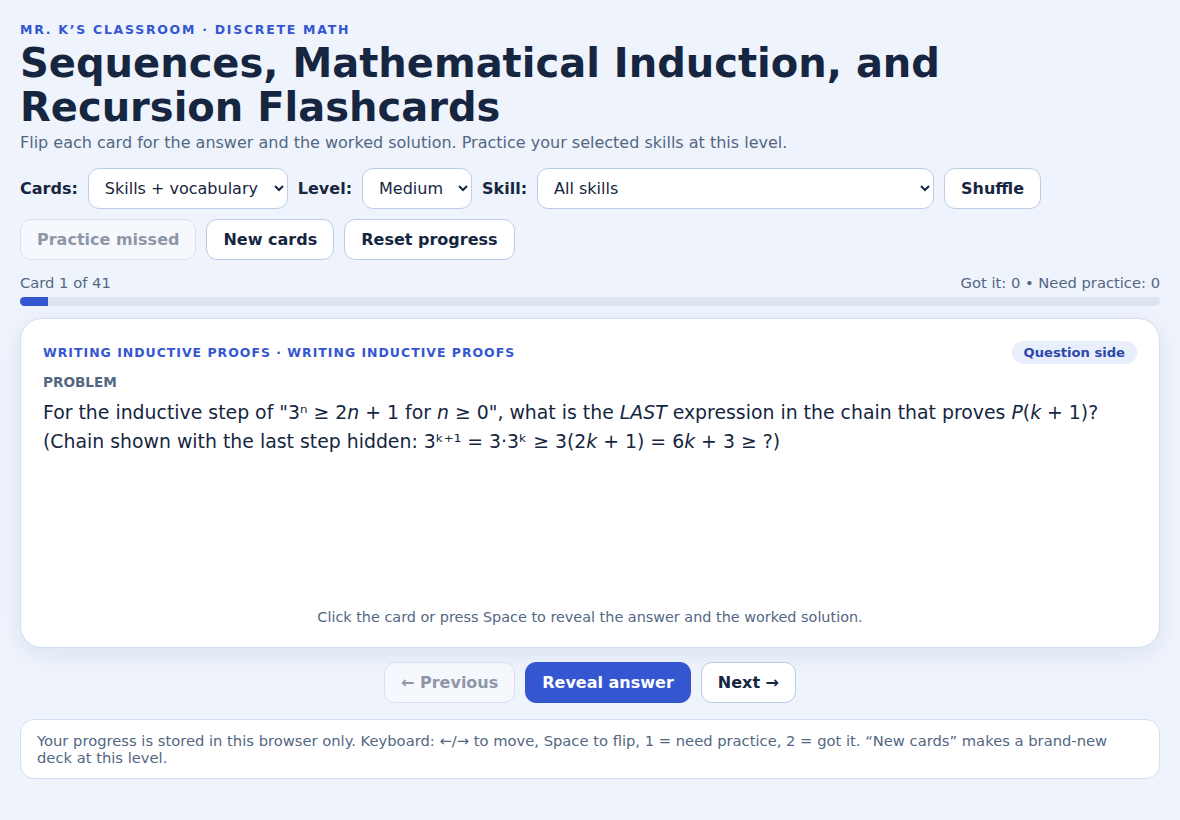 MR. K’S CLASSROOM · DISCRETE MATH
Sequences, Mathematical Induction, and
Recursion Flashcards
Flip each card for the answer and the worked solution. Practice your selected skills at this level.
Cards: Skills + vocabulary Level: Medium Skill: All skills Shuffle
Practice missed New cards Reset progress
Card 1 of 41 Got it: 0 • Need practice: 0
WRITING INDUCTIVE PROOFS · WRITING INDUCTIVE PROOFS Question side
PROBLEM
For the inductive step of "3ⁿ ≥ 2n + 1 for n ≥ 0", what is the LAST expression in the chain that proves P(k + 1)?
(Chain shown with the last step hidden: 3ᵏ⁺¹ = 3·3ᵏ ≥ 3(2k + 1) = 6k + 3 ≥ ?)
Click the card or press Space to reveal the answer and the worked solution.
← Previous Reveal answer Next →
Your progress is stored in this browser only. Keyboard: ←/→ to move, Space to flip, 1 = need practice, 2 = got it. “New cards” makes a brand-new
deck at this level.